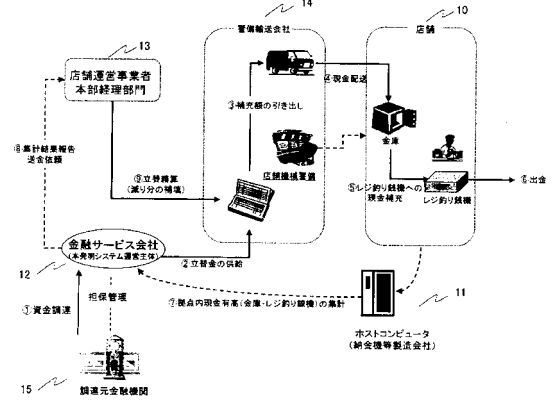 14
警備輸送会社
10
店舗
13
店舗運営事業者
本部経理部門
④現金配送
③補充額の引き出し
金庫
⑧集計結果報告
送金依頼
店舗機械警備
⑨立替精算
(減り分の補填)
⑤レジ釣り銭機への
現金補充
レジ釣り銭機
⑥出金
金融サービス会社
(本発明システム運営主体)
12
②立替金の供給
11
①資金調達
担保管理
⑦拠点内現金有高(金庫・レジ釣り銭機)の集計
ホストコンピュータ
(納金機等製造会社)
15
調達元金融機関